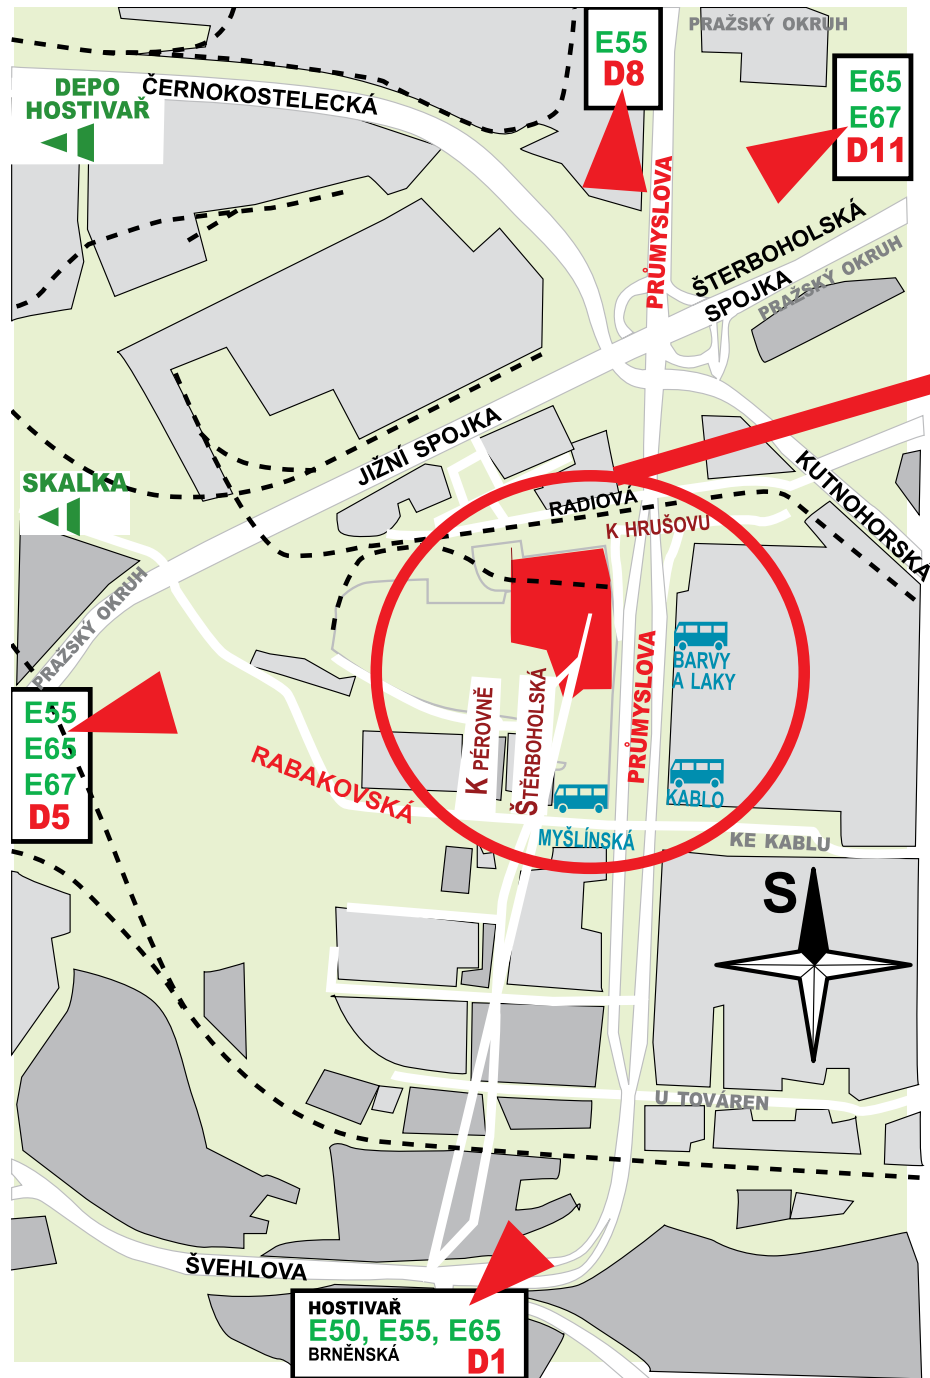 PRAŽSKÝ OKRUH
E55
D8
E65
E67
D11
DEPO
HOSTIVAŘ
ČERNOKOSTELECKÁ
PRŮMYSLOVA
ŠTERBOHOLSKÁ
SPOJKA
PRAŽSKÝ OKRUH
JIŽNÍ SPOJKA
SKALKA
RADIOVÁ
K HRUŠOVU
KUTNOHORSKÁ
PRAŽSKÝ OKRUH
BARVY
A LAKY
PRŮMYSLOVA
E55
E65
E67
D5
K PÉROVNĚ
ŠTĚRBOHOLSKÁ
RABAKOVSKÁ
KABLO
MYŠLÍNSKÁ
KE KABLU
S
U TOVÁREN
ŠVEHLOVA
HOSTIVAŘ
E50, E55, E65
BRNĚNSKÁ
D1